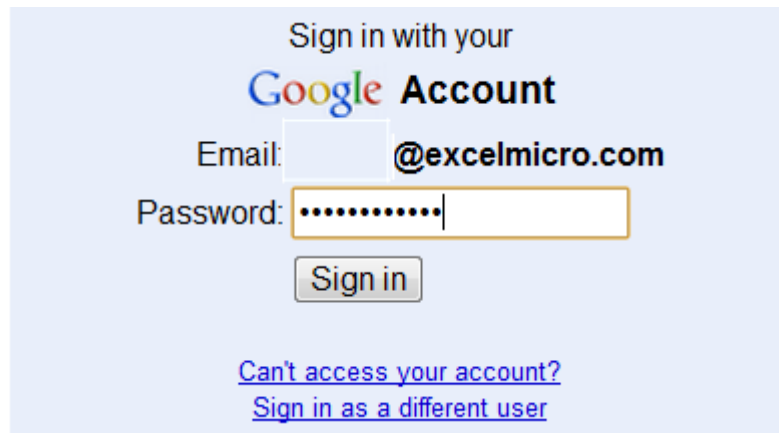 Sign in with your
Google Account
Email: @excelmicro.com
Password: ••••••••••••
Sign in
Can't access your account?
Sign in as a different user